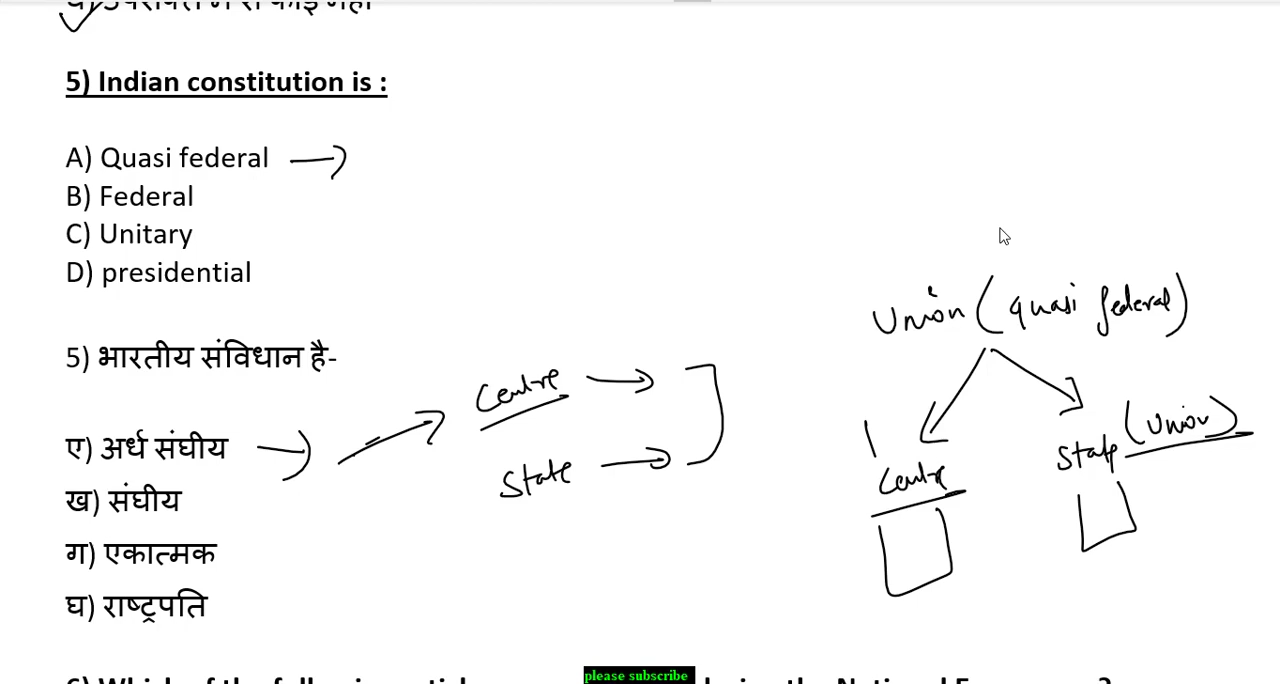 5) Indian constitution is :
A) Quasi federal
B) Federal
C) Unitary
D) presidential
Union (quasi federal)
5) भारतीय संविधान है-
Centre
State (Union)
ए) अर्ध संघीय
State
Centre
ख) संघीय
ग) एकात्मक
घ) राष्ट्रपति
please subscribe